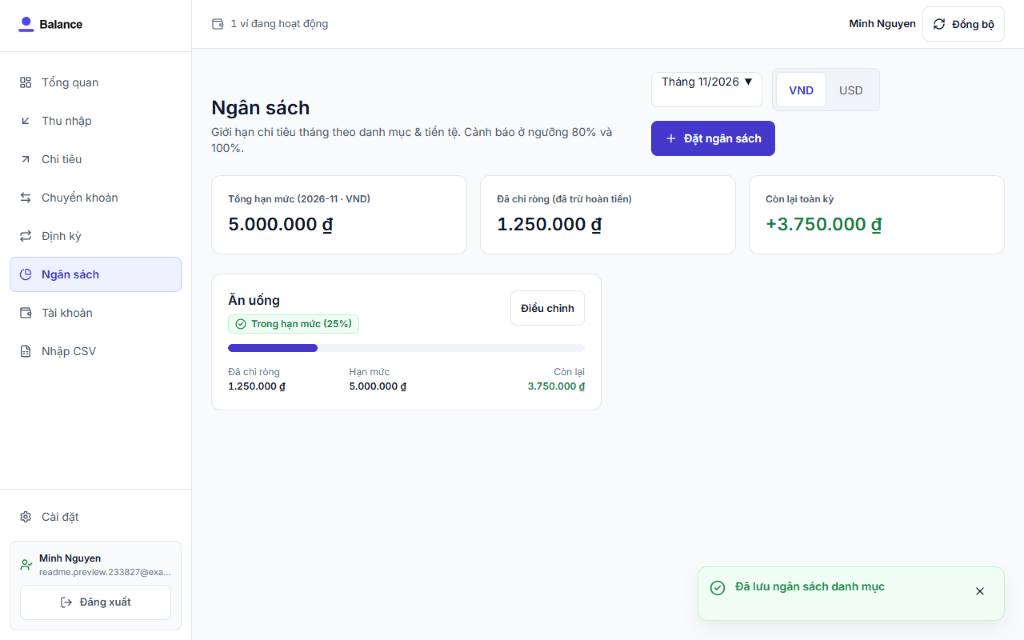 Balance
1 ví đang hoạt động
Minh Nguyen
Đồng bộ
Tổng quan
Thu nhập
Chi tiêu
Chuyển khoản
Định kỳ
Ngân sách
Tài khoản
Nhập CSV
Cài đặt
Minh Nguyen
readme.preview.233827@exa...
Đăng xuất
Ngân sách
Giới hạn chi tiêu tháng theo danh mục & tiền tệ. Cảnh báo ở ngưỡng 80% và
100%.
Tháng 11/2026 ▼
VND
USD
+ Đặt ngân sách
Tổng hạn mức (2026-11 · VND)
5.000.000 ₫
Đã chi ròng (đã trừ hoàn tiền)
1.250.000 ₫
Còn lại toàn kỳ
+3.750.000 ₫
Ăn uống
Trong hạn mức (25%)
Điều chỉnh
Đã chi ròng
1.250.000 ₫
Hạn mức
5.000.000 ₫
Còn lại
3.750.000 ₫
Đã lưu ngân sách danh mục